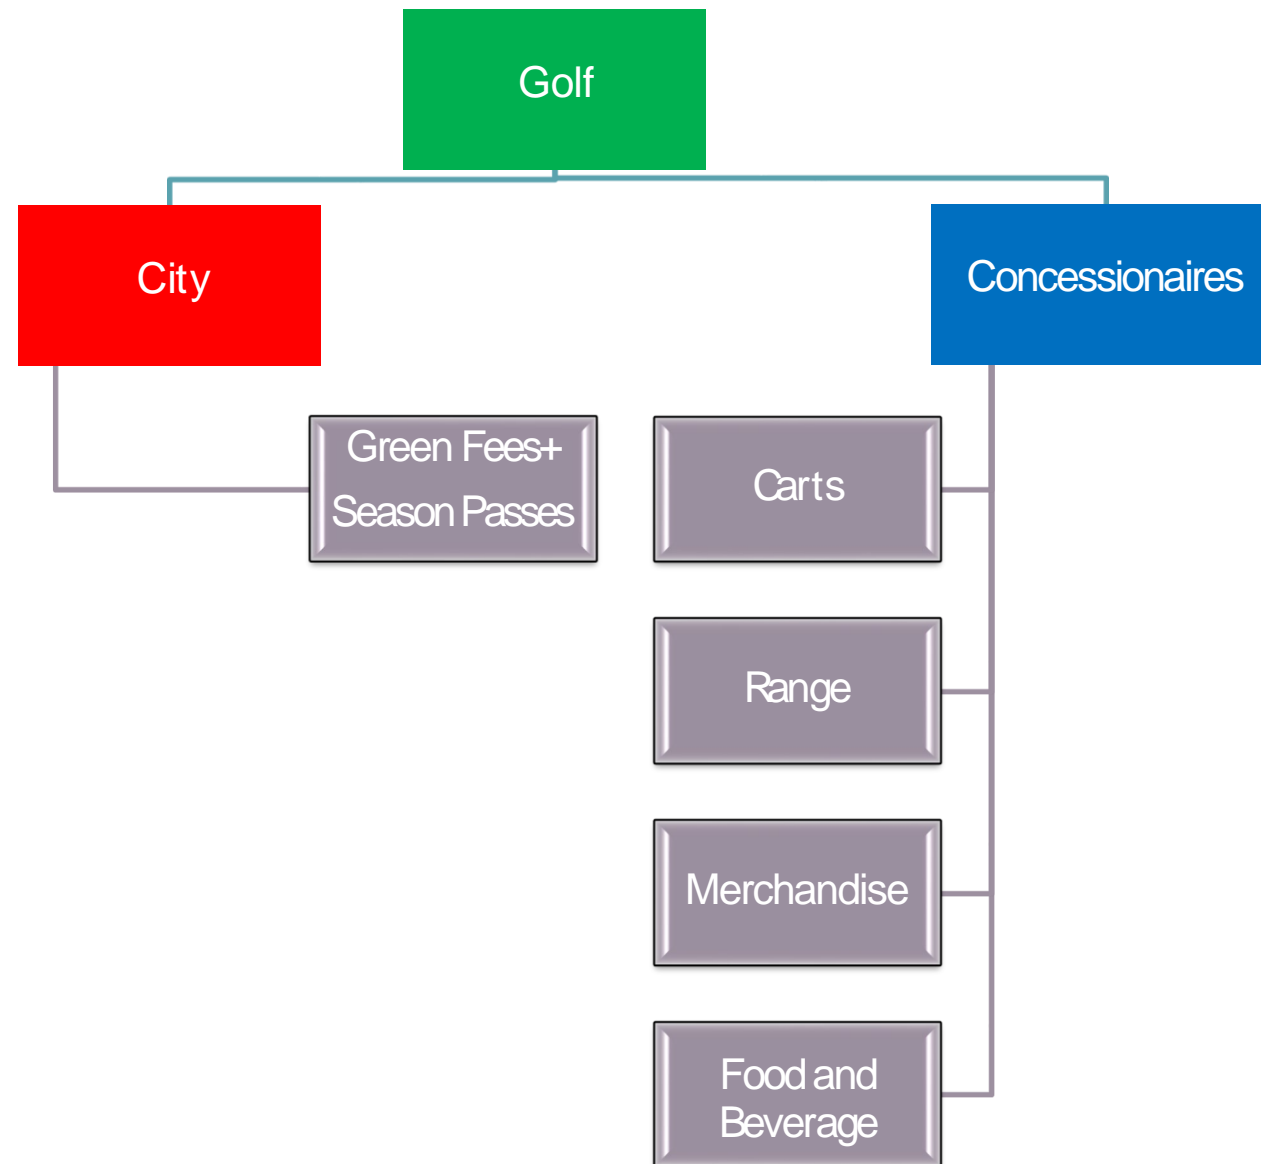 Golf
City
Concessionaires
Green Fees+
Season Passes
Carts
Range
Merchandise
Food and
Beverage